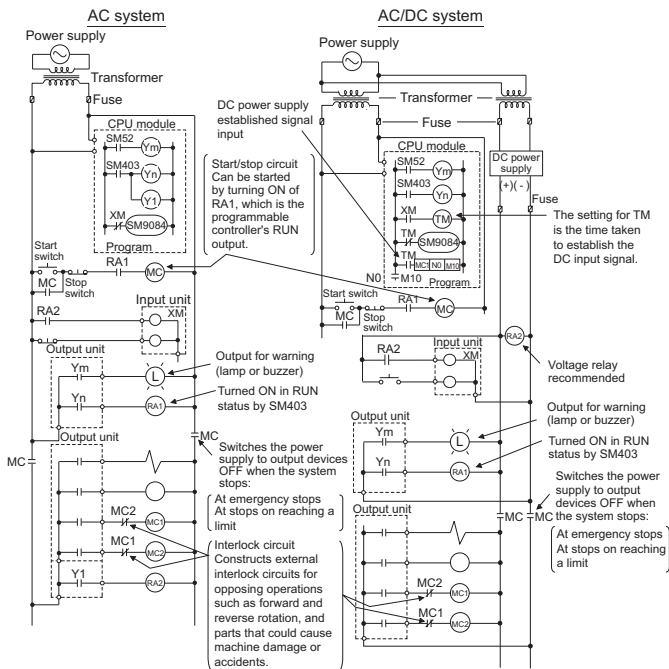 AC system
Power supply
Transformer
Fuse
CPU module
SM52
Ym
SM403
Yn
Y1
XM
SM9084
Program
Start
switch
RA1
MC
MC
Stop
switch
RA2
Input unit
XM
Output unit
Ym
L
Yn
RA1
MC
MC
Output unit
MC2
MC1
MC1
MC2
Y1
RA2
Start/stop circuit
Can be started
by turning ON of
RA1, which is the
programmable
controller's RUN
output.
Output for warning
(lamp or buzzer)
Turned ON in RUN
status by SM403
Switches the power
supply to output devices
OFF when the system
stops:
At emergency stops
At stops on reaching a
limit
Interlock circuit
Constructs external
interlock circuits for
opposing operations
such as forward and
reverse rotation, and
parts that could cause
machine damage or
accidents.
AC/DC system
Power supply
Transformer
DC power supply
established signal
input
Fuse
CPU module
SM52
Ym
SM403
Yn
XM
TM
TM
SM9084
TM
MC1 N0 M10
N0
M10
Program
DC power
supply
(+)(-)
Fuse
The setting for TM
is the time taken
to establish the
DC input signal.
Start switch
RA1
MC
MC
Stop
switch
RA2
Input unit
XM
RA2
Voltage relay
recommended
Output unit
Ym
L
Yn
RA1
Output for warning
(lamp or buzzer)
Turned ON in RUN
status by SM403
Switches the power
supply to output
devices OFF when
the system stops:
At emergency stops
At stops on reaching
a limit
MC
MC
Output unit
MC2
MC1
MC1
MC2